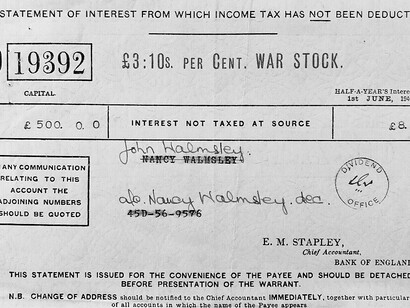 STATEMENT OF INTEREST FROM WHICH INCOME TAX HAS NOT BEEN DEDUCT
19392
£3:10s. PER CENT. WAR STOCK.
CAPITAL
HALF-A-YEAR'S Interes
1ST JUNE, 19
£ 500. 0. 0
INTEREST NOT TAXED AT SOURCE
£8.
John Walmsley.
NANCY WALMSLEY
ANY COMMUNICATION
RELATING TO THIS
ACCOUNT THE
ADJOINING NUMBERS
SHOULD BE QUOTED
a/c. Nancy Walmsley dec.
45D-56-9576
DIVIDEND
OFFICE
E. M. STAPLEY,
Chief Accountant,
BANK OF ENGLAND
THIS STATEMENT IS ISSUED FOR THE CONVENIENCE OF THE PAYEE AND SHOULD BE DETACHE
BEFORE PRESENTATION OF THE WARRANT.
N.B. CHANGE OF ADDRESS should be notified to the Chief Accountant IMMEDIATELY, together with particular
of all accounts in which the name of the Payee appears